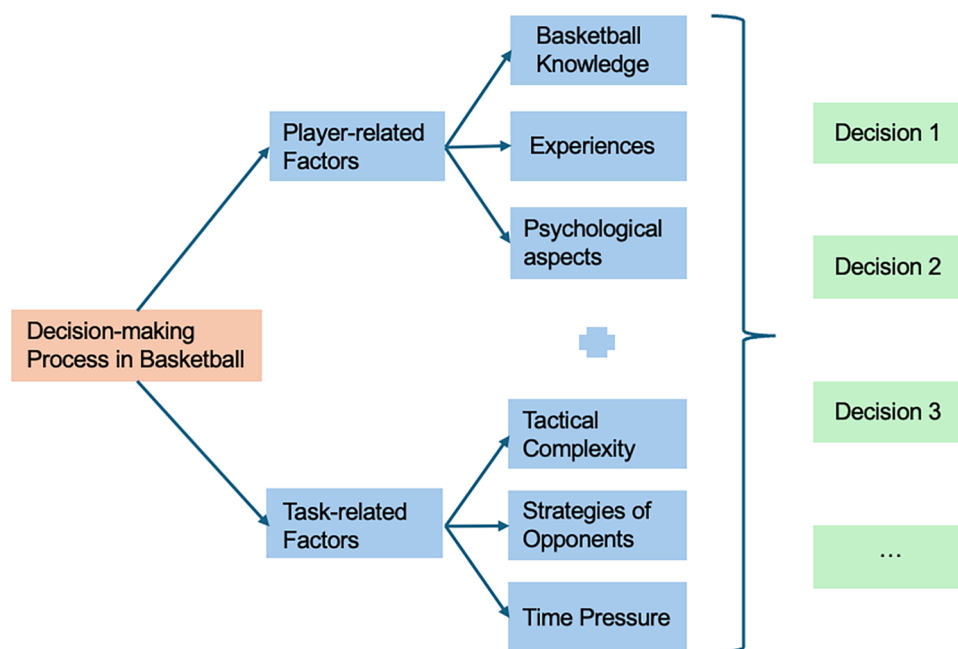 Decision-making
Process in Basketball
Player-related
Factors
Basketball
Knowledge
Experiences
Psychological
aspects
Task-related
Factors
Tactical
Complexity
Strategies of
Opponents
Time Pressure
Decision 1
Decision 2
Decision 3
...